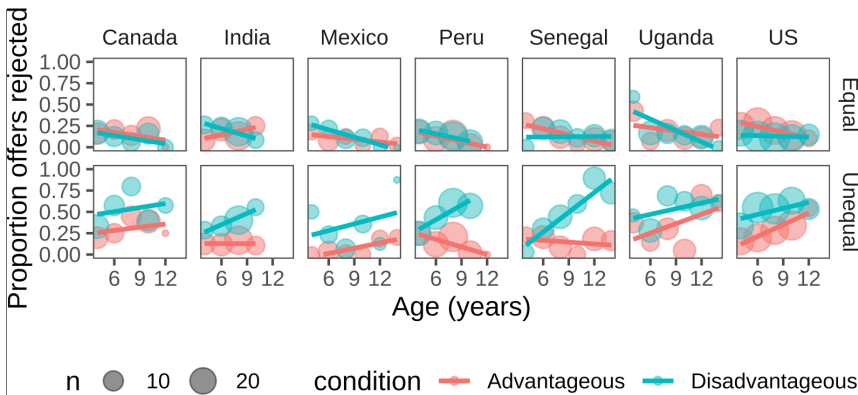 Canada India Mexico Peru Senegal Uganda US
Proportion offers rejected
1.00
0.75
0.50
0.25
0.00
Equal
1.00
0.75
0.50
0.25
0.00
Unequal
6 9 12 6 9 12 6 9 12 6 9 12 6 9 12 6 9 12 6 9 12
Age (years)
n 10 20 condition Advantageous Disadvantageous